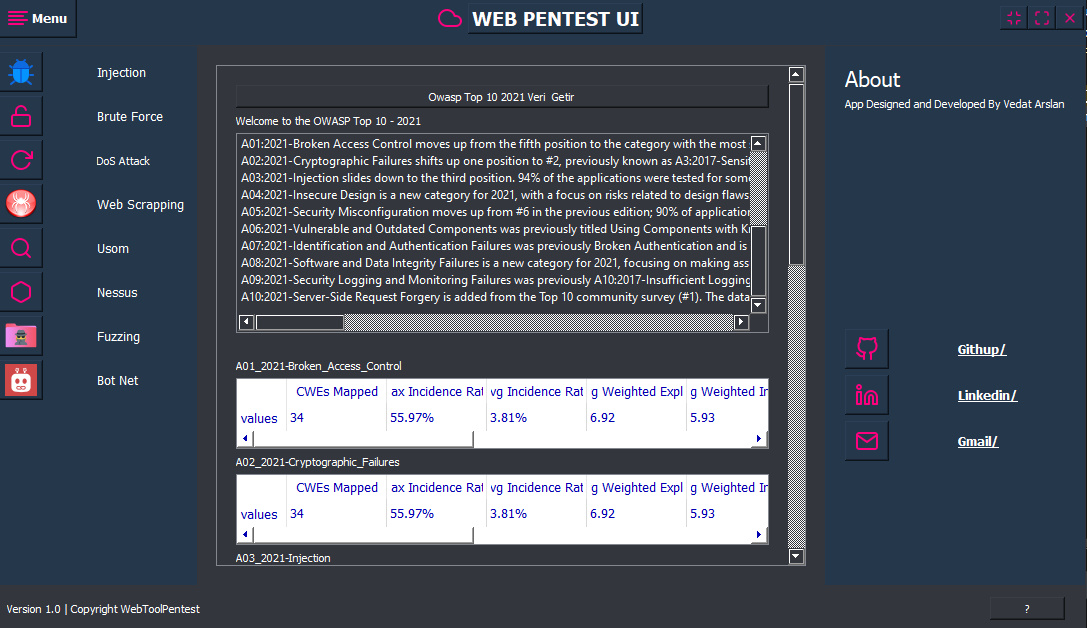 Menu
WEB PENTEST UI
Injection
Brute Force
DoS Attack
Web Scrapping
Usom
Nessus
Fuzzing
Bot Net
Owasp Top 10 2021 Veri Getir
Welcome to the OWASP Top 10 - 2021
A01:2021-Broken Access Control moves up from the fifth position to the category with the most
A02:2021-Cryptographic Failures shifts up one position to #2, previously known as A3:2017-Sensi
A03:2021-Injection slides down to the third position. 94% of the applications were tested for som
A04:2021-Insecure Design is a new category for 2021, with a focus on risks related to design flaws
A05:2021-Security Misconfiguration moves up from #6 in the previous edition; 90% of application
A06:2021-Vulnerable and Outdated Components was previously titled Using Components with K
A07:2021-Identification and Authentication Failures was previously Broken Authentication and is
A08:2021-Software and Data Integrity Failures is a new category for 2021, focusing on making ass
A09:2021-Security Logging and Monitoring Failures was previously A10:2017-Insufficient Logging
A10:2021-Server-Side Request Forgery is added from the Top 10 community survey (#1). The data
A01_2021-Broken_Access_Control
CWEs Mapped ax Incidence Rat vg Incidence Rat g Weighted Expl g Weighted In
values 34 55.97% 3.81% 6.92 5.93
A02_2021-Cryptographic_Failures
CWEs Mapped ax Incidence Rat vg Incidence Rat g Weighted Expl g Weighted In
values 34 55.97% 3.81% 6.92 5.93
A03_2021-Injection
About
App Designed and Developed By Vedat Arslan
Githup/
Linkedin/
Gmail/
Version 1.0 | Copyright WebToolPentest
?